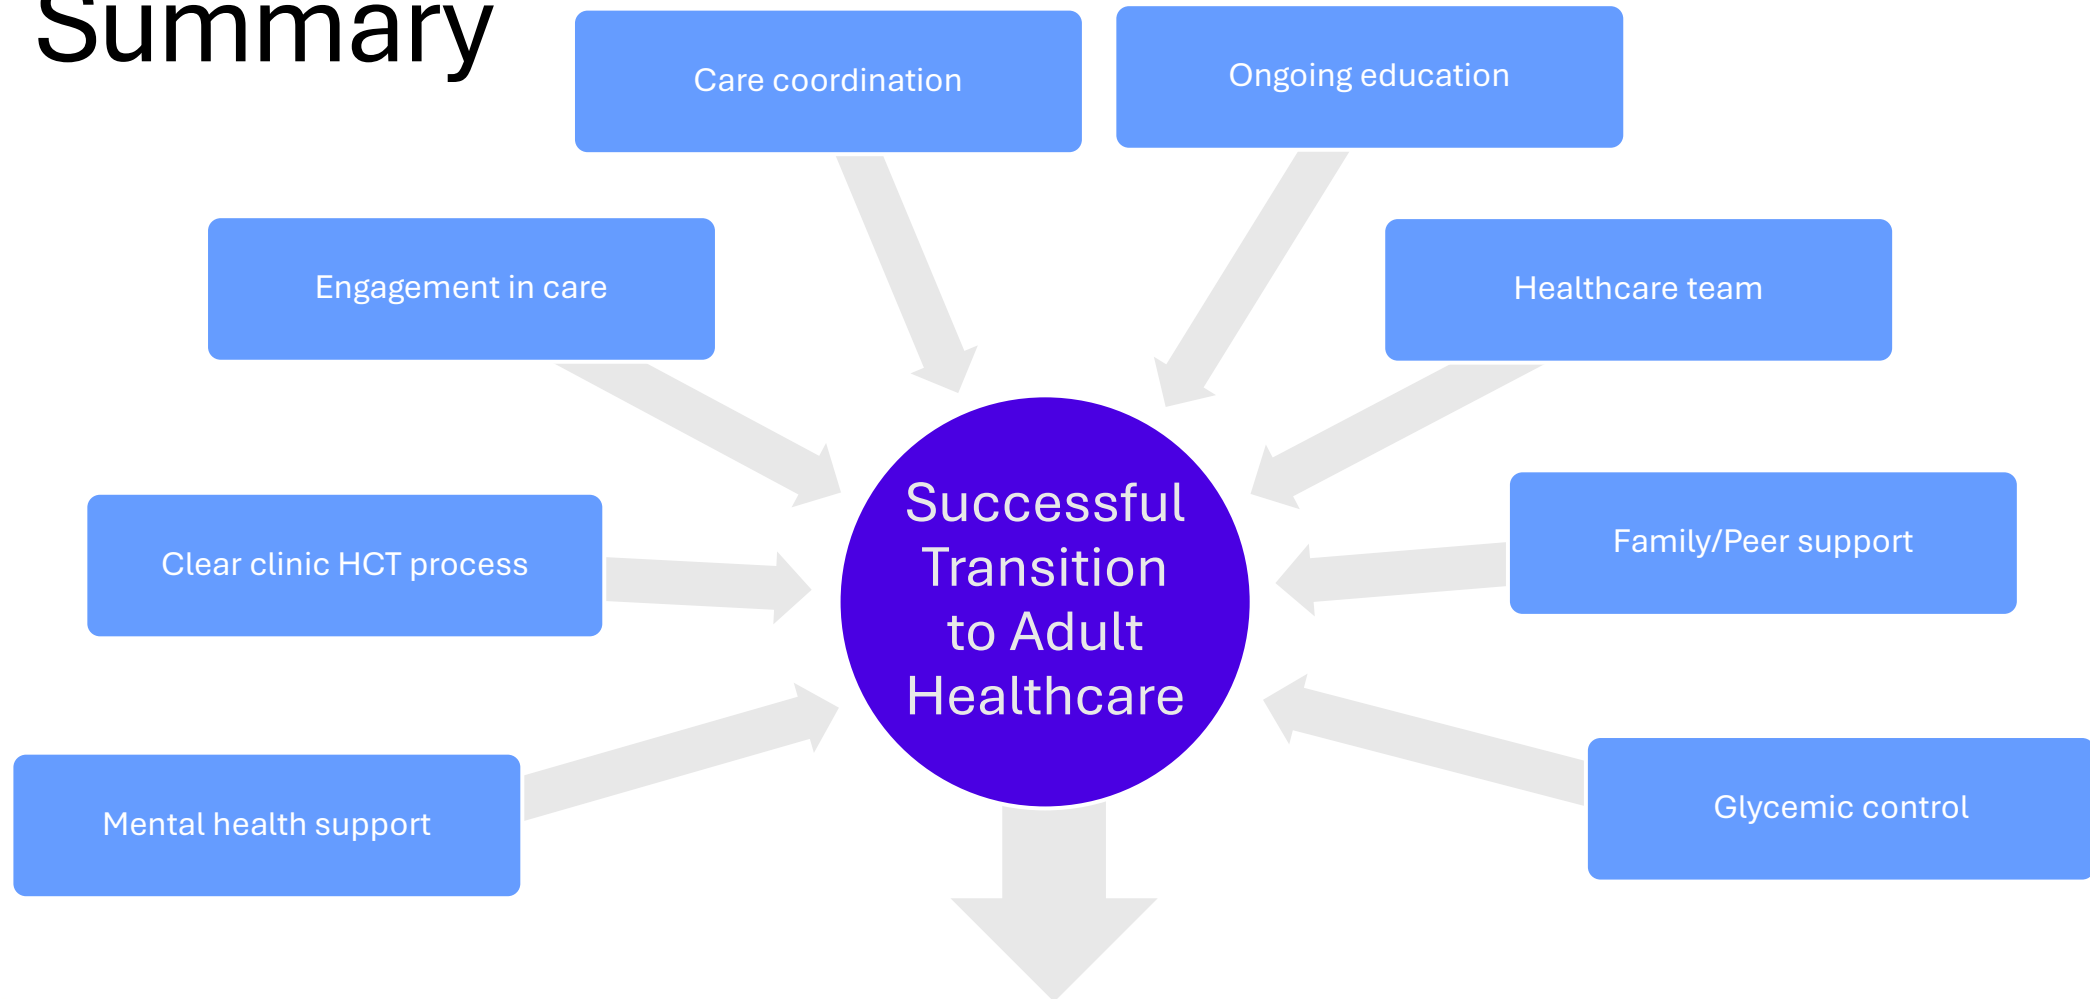 Summary
Care coordination
Ongoing education
Engagement in care
Healthcare team
Clear clinic HCT process
Family/Peer support
Successful
Transition
to Adult
Healthcare
Mental health support
Glycemic control